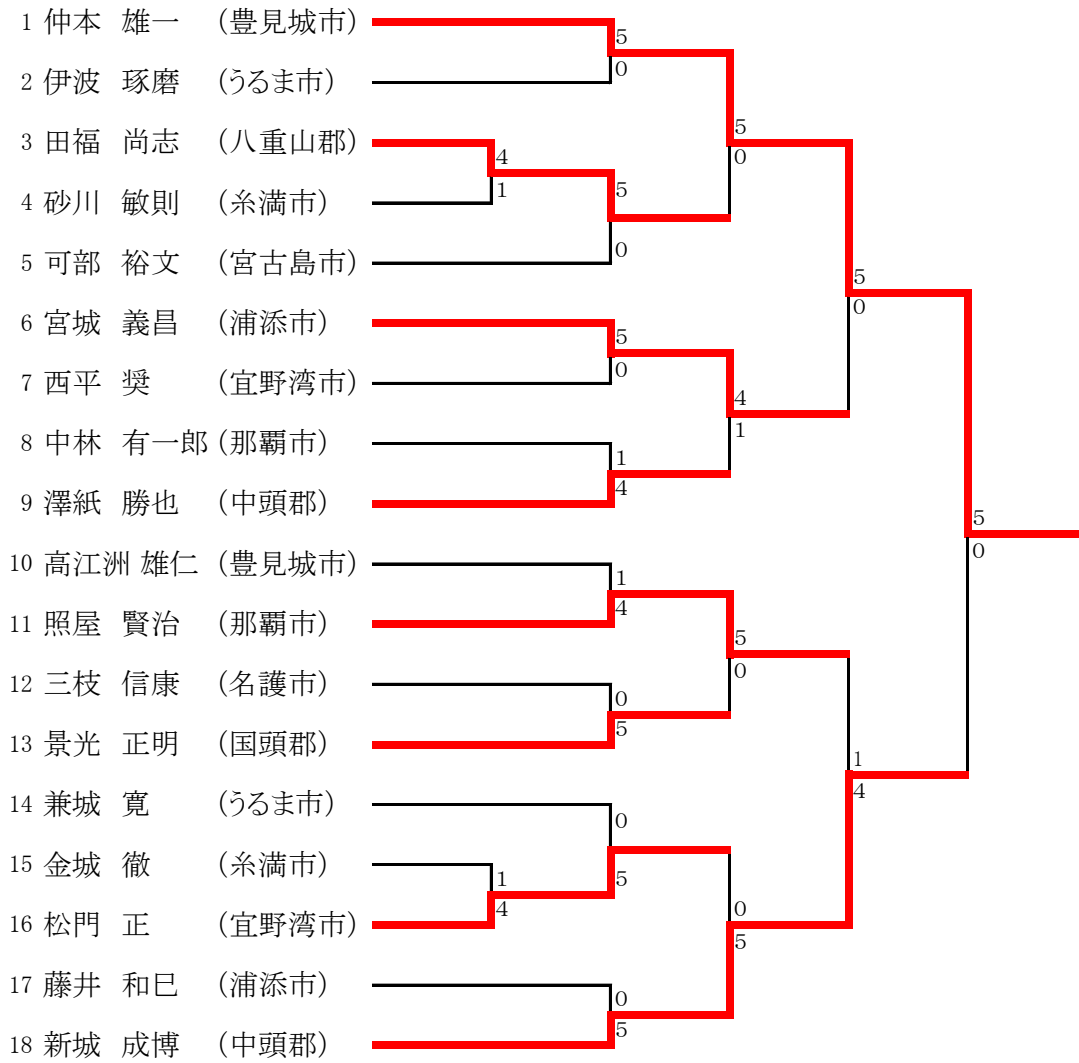 1 仲本 雄一 (豊見城市)
5
2 伊波 琢磨 (うるま市)
0
5
3 田福 尚志 (八重山郡)
4
0
4 砂川 敏則 (糸満市)
1
5
5 可部 裕文 (宮古島市)
0
5
6 宮城 義昌 (浦添市)
5
0
7 西平 奨 (宜野湾市)
0
4
8 中林 有一郎 (那覇市)
1
1
9 澤紙 勝也 (中頭郡)
4
5
10 高江洲 雄仁 (豊見城市)
1
0
11 照屋 賢治 (那覇市)
4
5
12 三枝 信康 (名護市)
0
0
13 景光 正明 (国頭郡)
5
1
14 兼城 寛 (うるま市)
0
4
15 金城 徹 (糸満市)
1
5
16 松門 正 (宜野湾市)
4
0
17 藤井 和巳 (浦添市)
0
5
18 新城 成博 (中頭郡)
5